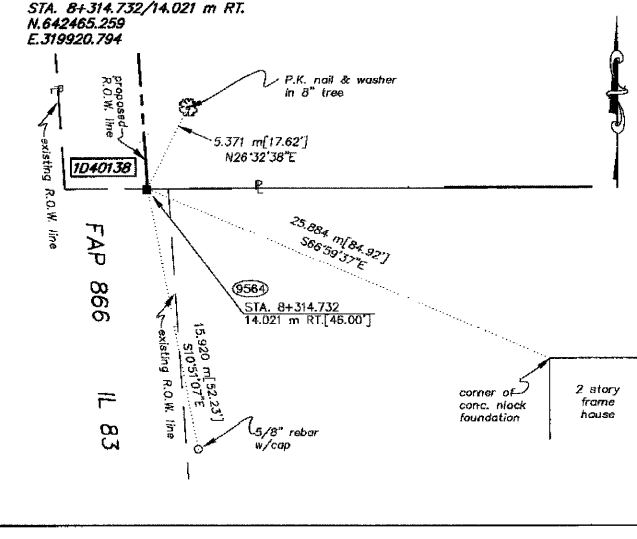 STA. 8+314.732/14.021 m RT.
N.642465.259
E.319920.794
P.K. nail & washer
in 8" tree
proposed
R.O.W. line
5.371 m[17.62']
N26°32'38"E
existing R.O.W. line
1D40138
PL
PL
25.884 m[84.92']
S66°59'37"E
FAP 866
IL 83
9564
STA. 8+314.732
14.021 m RT.[46.00']
15.920 m[52.23']
S10°51'07"E
existing R.O.W. line
corner of
conc. nlock
foundation
2 story
frame
house
5/8" rebar
w/cap